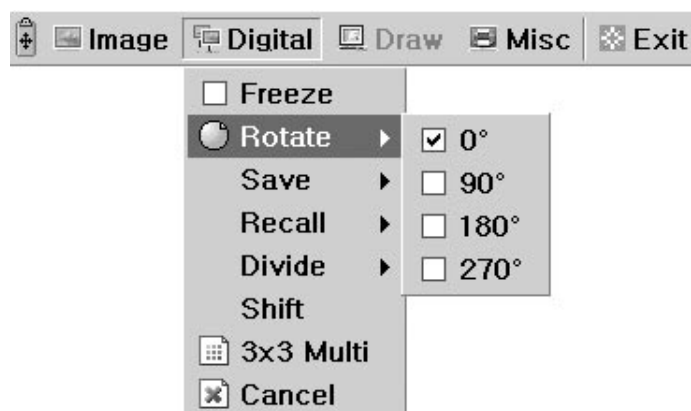 Image Digital Draw Misc Exit
Freeze
Rotate
Save
Recall
Divide
Shift
3x3 Multi
Cancel
0°
90°
180°
270°